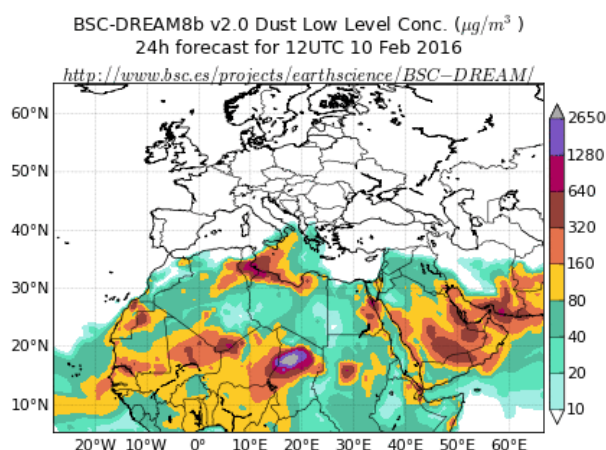 BSC-DREAM8b v2.0 Dust Low Level Conc. (μg/m³ )
24h forecast for 12UTC 10 Feb 2016
http://www.bsc.es/projects/earthscience/BSC−DREAM/
60°N
50°N
40°N
30°N
20°N
10°N
20°W 10°W 0° 10°E 20°E 30°E 40°E 50°E 60°E
2650
1280
640
320
160
80
40
20
10